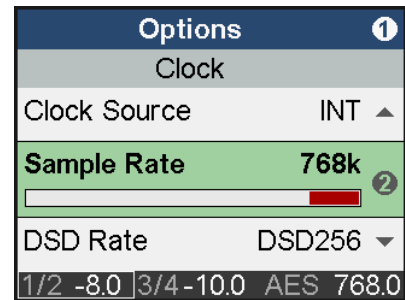 Options 1
Clock
Clock Source INT
Sample Rate 768k
2
DSD Rate DSD256
1/2 -8.0 3/4 -10.0 AES 768.0